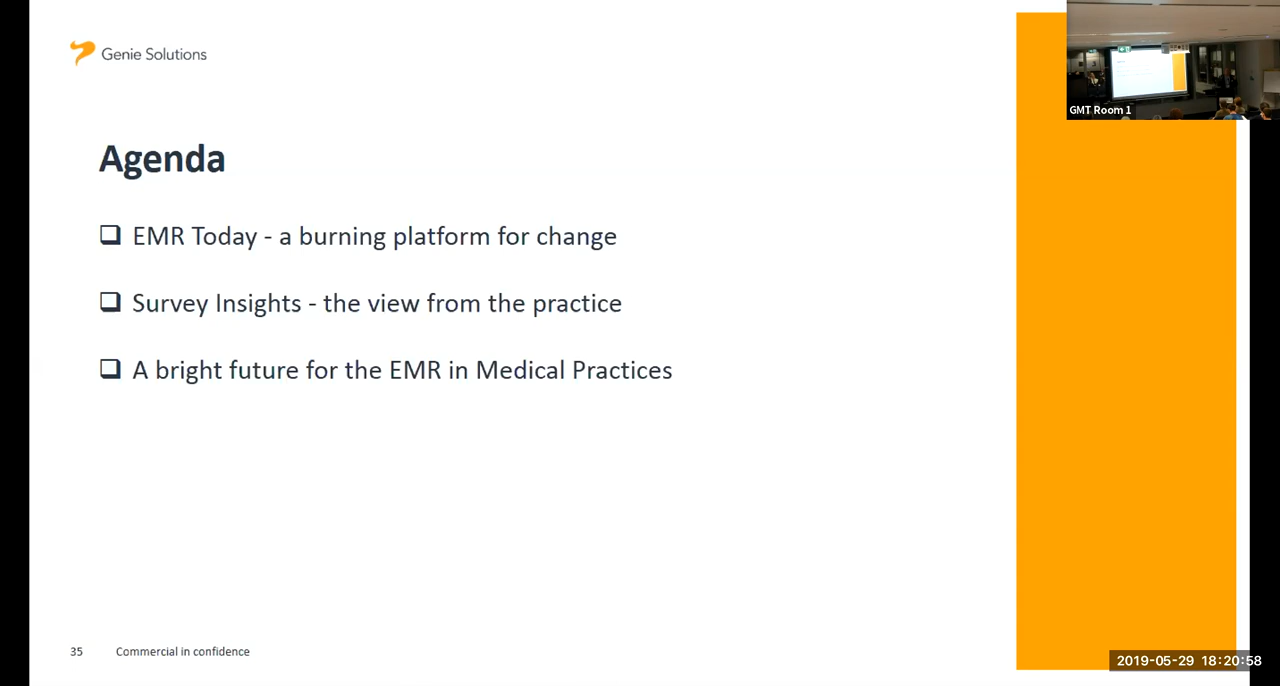 Genie Solutions
GMT Room 1
Agenda
EMR Today - a burning platform for change
Survey Insights - the view from the practice
A bright future for the EMR in Medical Practices
35 Commercial in confidence
2019-05-29 18:20:58